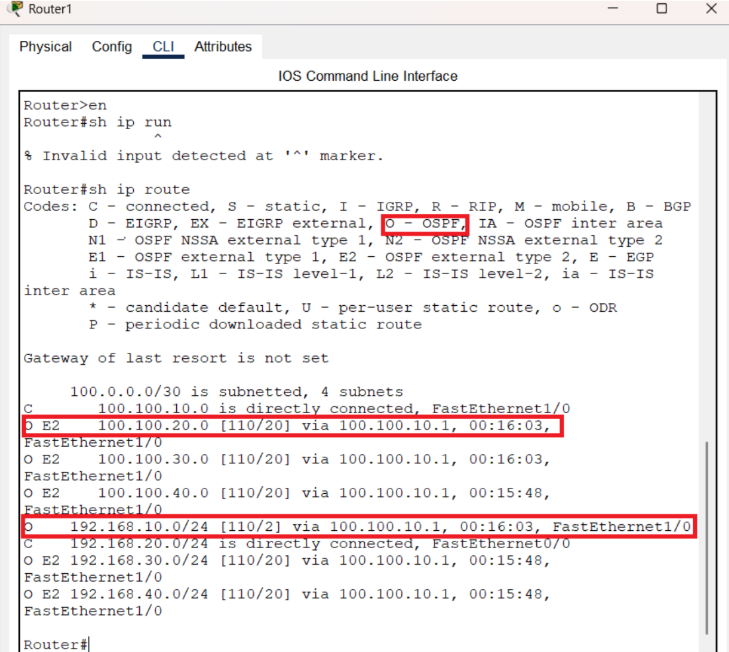 Router1
Physical Config CLI Attributes
IOS Command Line Interface
Router>en
Router#sh ip run
^
% Invalid input detected at '^' marker.
Router#sh ip route
Codes: C - connected, S - static, I - IGRP, R - RIP, M - mobile, B - BGP
D - EIGRP, EX - EIGRP external, O - OSPF, IA - OSPF inter area
N1 - OSPF NSSA external type 1, N2 - OSPF NSSA external type 2
E1 - OSPF external type 1, E2 - OSPF external type 2, E - EGP
i - IS-IS, L1 - IS-IS level-1, L2 - IS-IS level-2, ia - IS-IS
inter area
* - candidate default, U - per-user static route, o - ODR
P - periodic downloaded static route
Gateway of last resort is not set
100.0.0.0/30 is subnetted, 4 subnets
C 100.100.10.0 is directly connected, FastEthernet1/0
O E2 100.100.20.0 [110/20] via 100.100.10.1, 00:16:03,
FastEthernet1/0
O E2 100.100.30.0 [110/20] via 100.100.10.1, 00:16:03,
FastEthernet1/0
O E2 100.100.40.0 [110/20] via 100.100.10.1, 00:15:48,
FastEthernet1/0
O 192.168.10.0/24 [110/2] via 100.100.10.1, 00:16:03, FastEthernet1/0
C 192.168.20.0/24 is directly connected, FastEthernet0/0
O E2 192.168.30.0/24 [110/20] via 100.100.10.1, 00:15:48,
FastEthernet1/0
O E2 192.168.40.0/24 [110/20] via 100.100.10.1, 00:15:48,
FastEthernet1/0
Router#